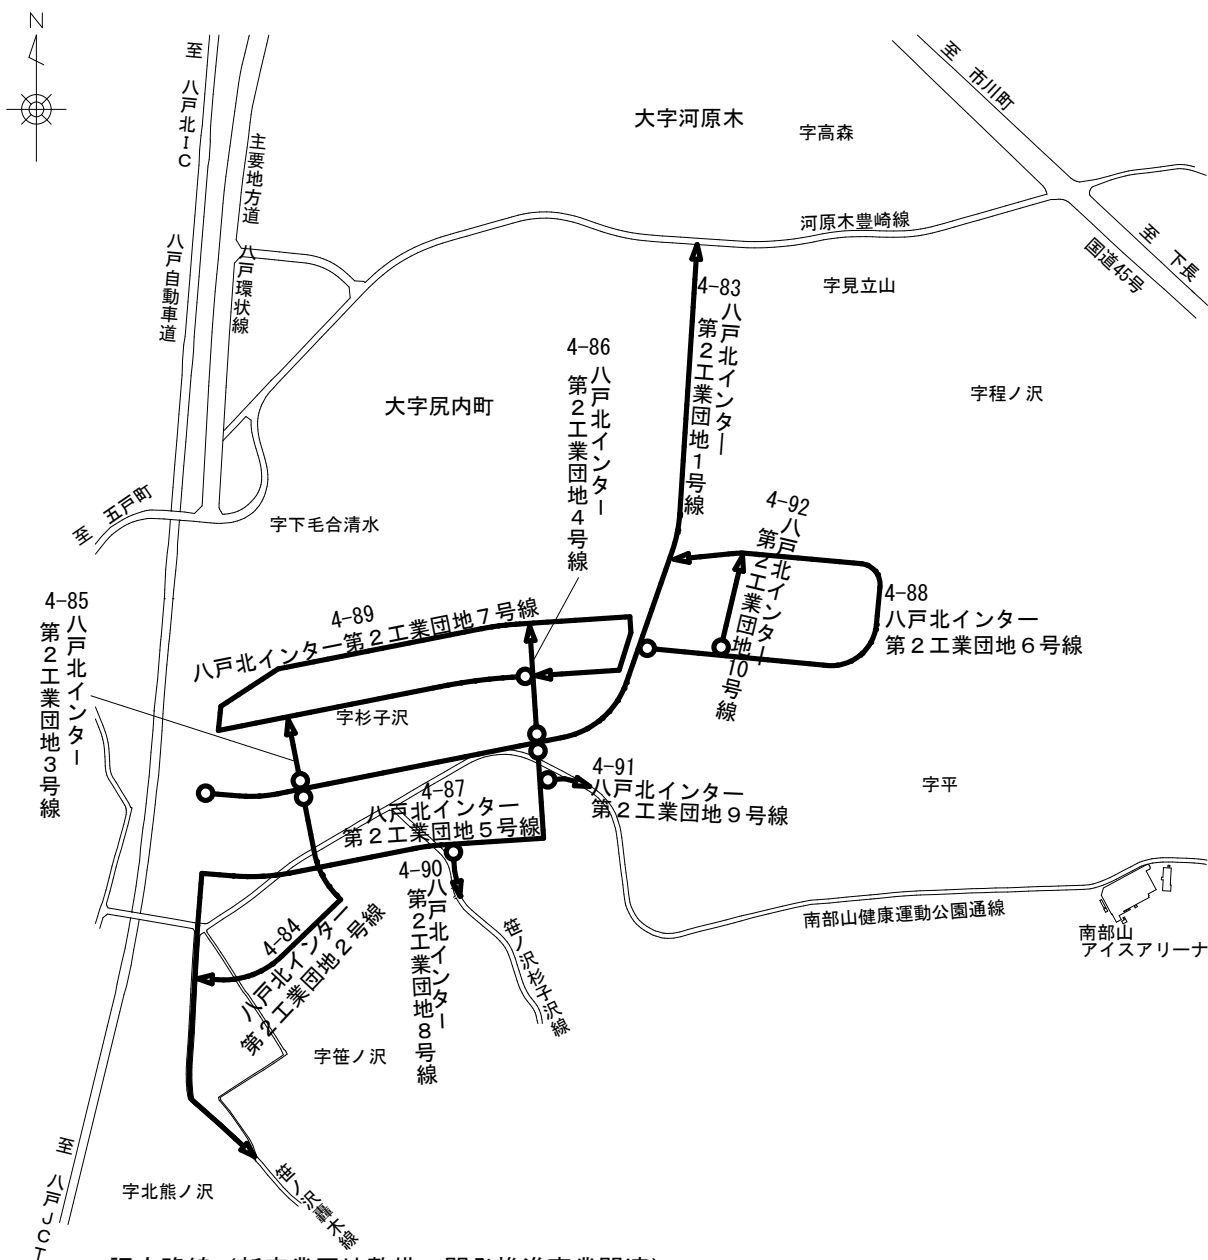 N
至 八戸北IC
八戸自動車道
主要地方道 八戸環状線
大字河原木
字高森
至 市川町
河原木豊崎線
至 下長
国道45号
字見立山
4-83
八戸北インター
第2工業団地1号線
4-86
八戸北インター
第2工業団地4号線
大字尻内町
字程ノ沢
至 五戸町
字下毛合清水
4-92
八戸北インター
第2工業団地10号線
4-88
八戸北インター
第2工業団地6号線
4-85
八戸北インター
第2工業団地3号線
4-89
八戸北インター第2工業団地7号線
字杉子沢
4-91
八戸北インター
第2工業団地9号線
字平
4-87
八戸北インター
第2工業団地5号線
4-90
八戸北インター
第2工業団地8号線
4-84
八戸北インター
第2工業団地2号線
南部山健康運動公園通線
南部山
アイスアリーナ
笹ノ沢杉子沢線
字笹ノ沢
至 八戸JCT
字北熊ノ沢
笹ノ沢轟木線